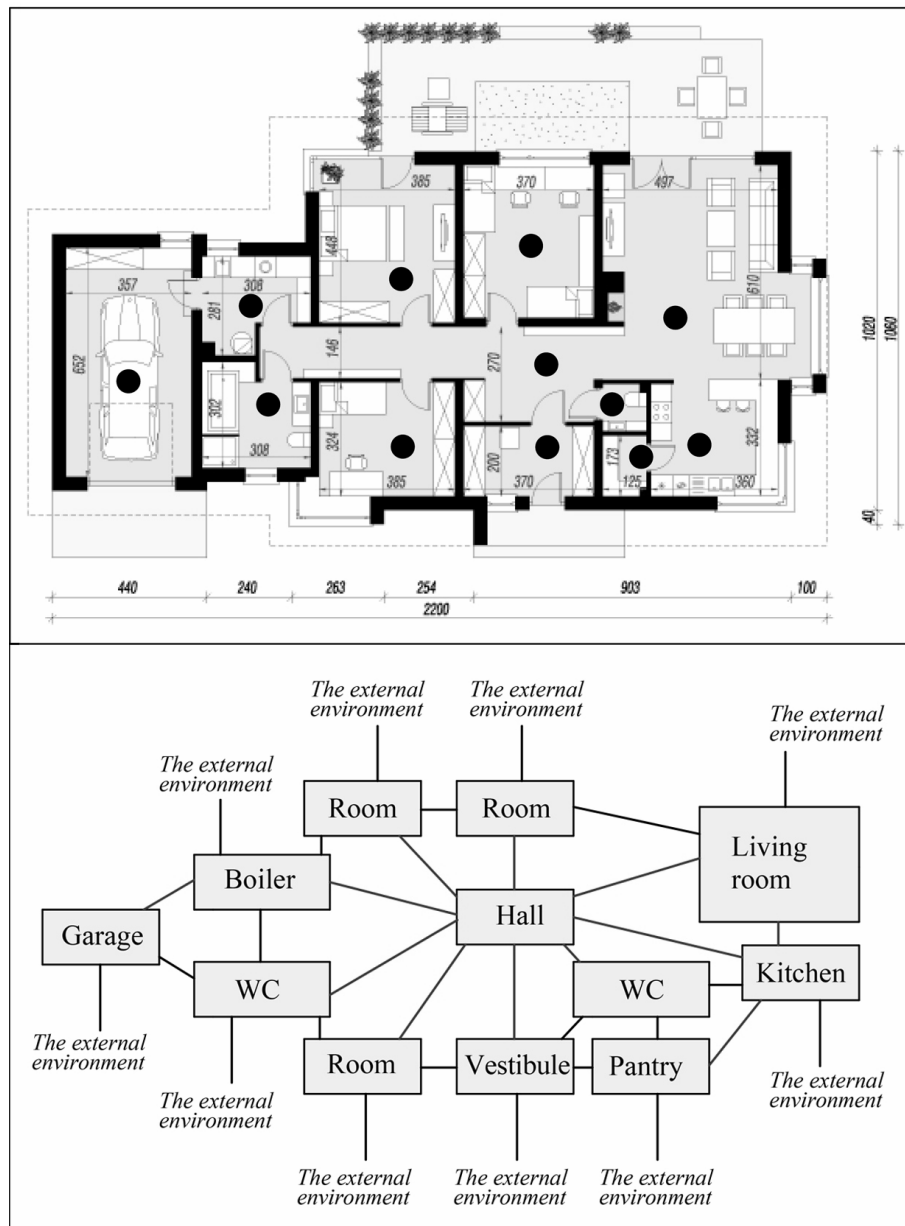 385
370
497
448
357
308
281
610
652
146
270
302
324
332
308
385
200
370
173
125
360
1020
1060
40
440
240
263
254
903
100
2200
The external
environment
The external
environment
The external
environment
The external
environment
Room
Room
Living
room
Boiler
Hall
Garage
WC
WC
Kitchen
The external
environment
Room
Vestibule
Pantry
The external
environment
The external
environment
The external
environment
The external
environment
The external
environment
The external
environment